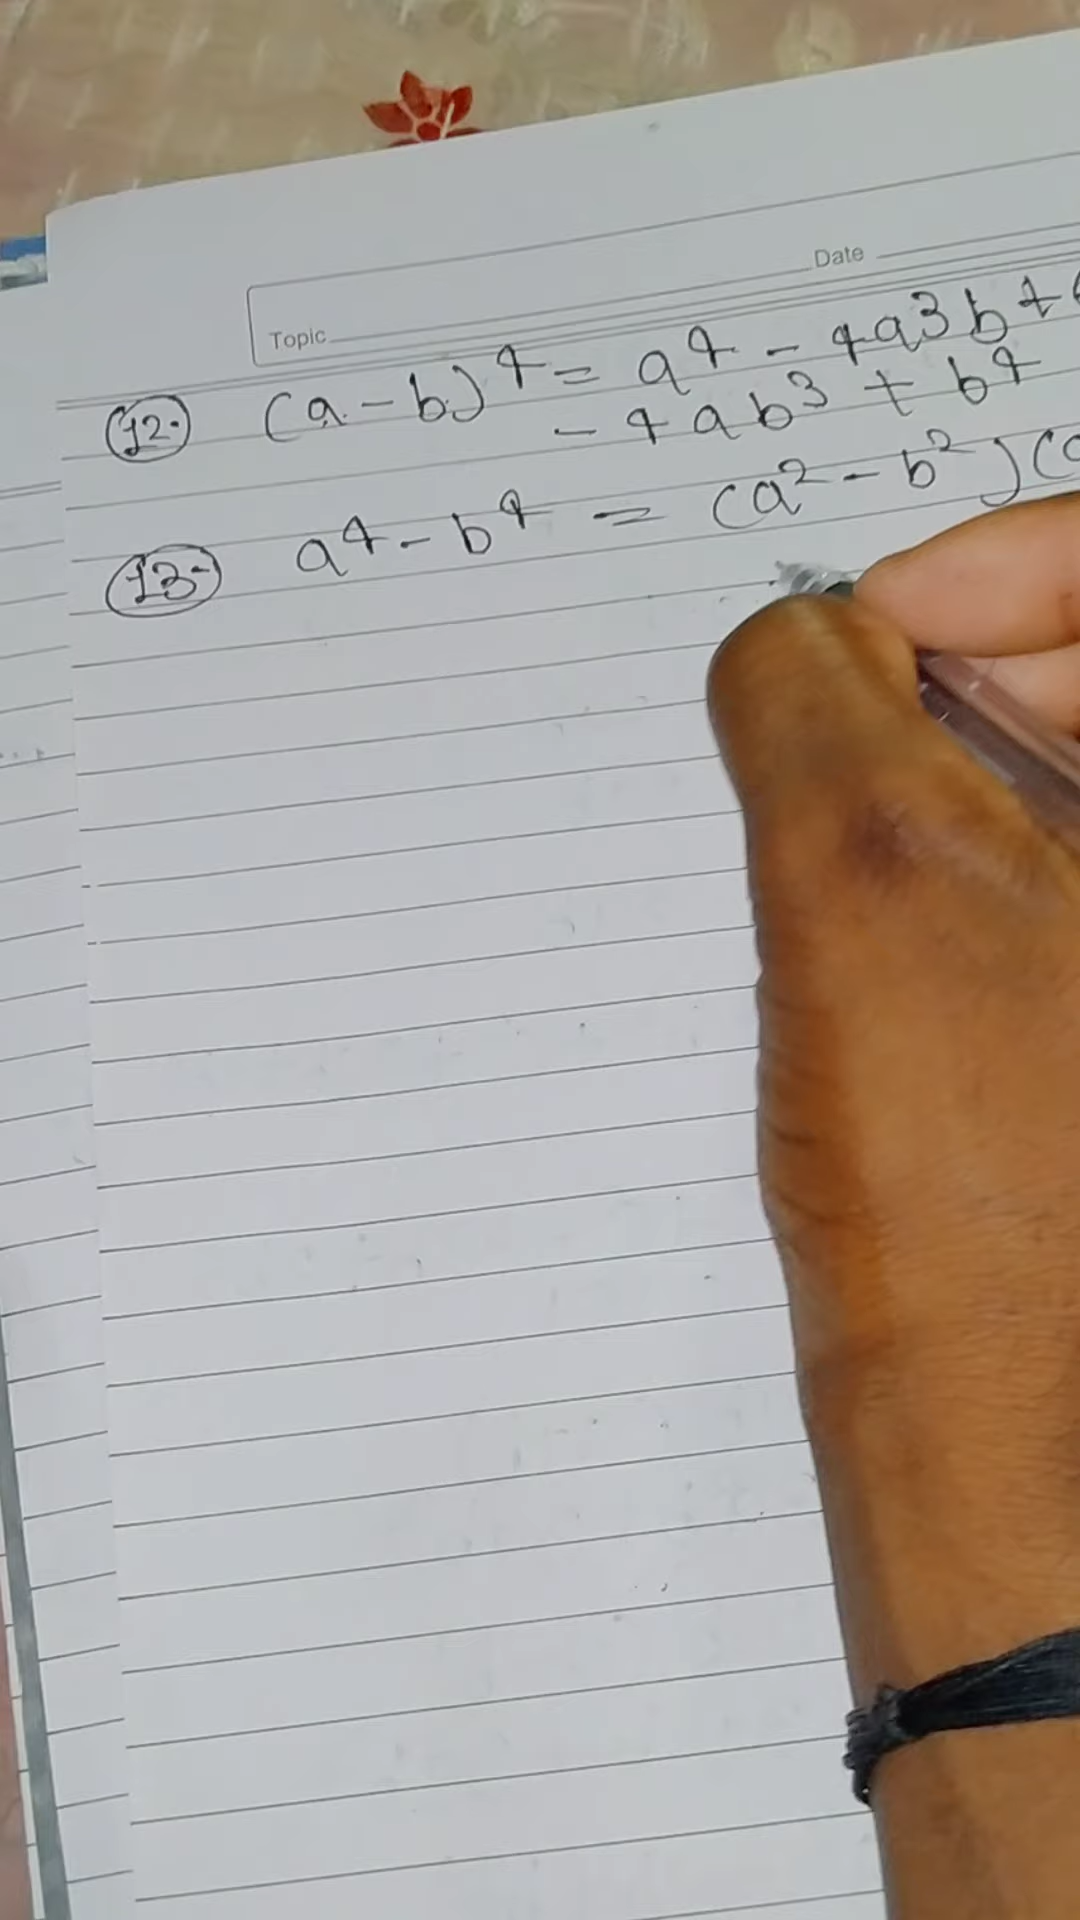 Date
Topic
12. (a - b)⁴ = a⁴ - 4a³b +
- 4ab³ + b⁴
13. a⁴ - b⁴ = (a² - b²)(